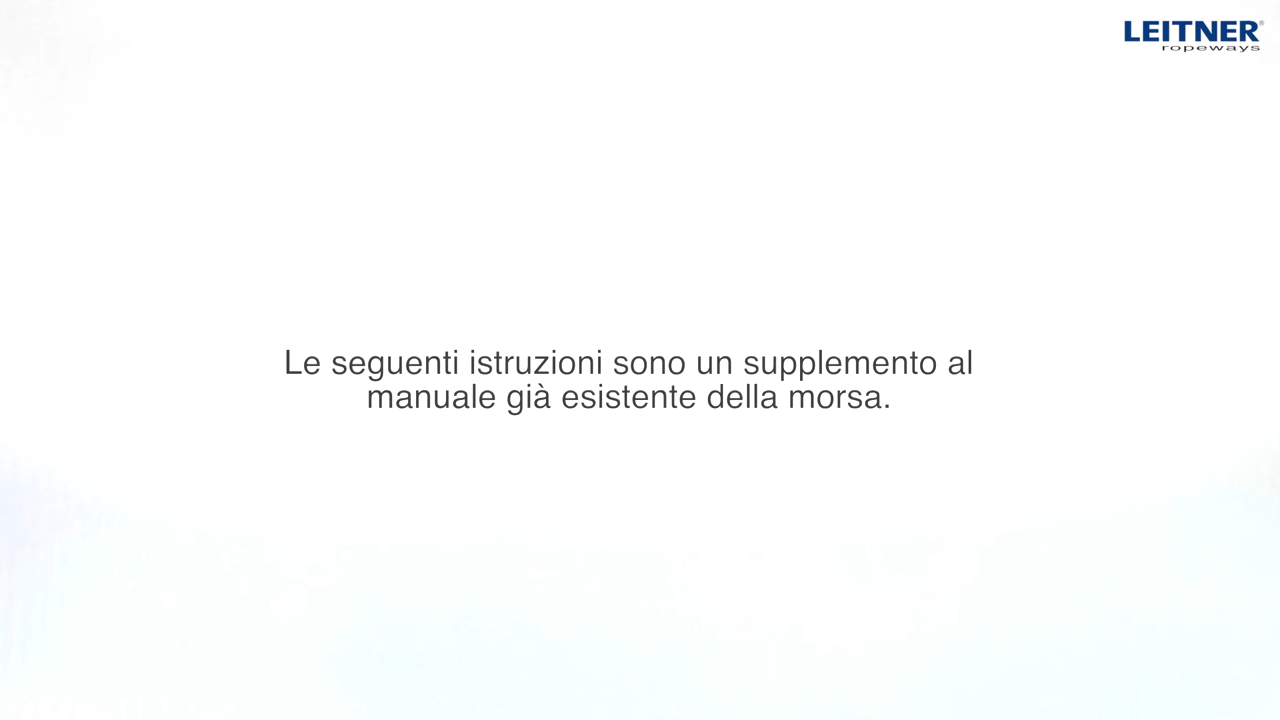 LEITNER®
ropeways
Le seguenti istruzioni sono un supplemento al
manuale già esistente della morsa.